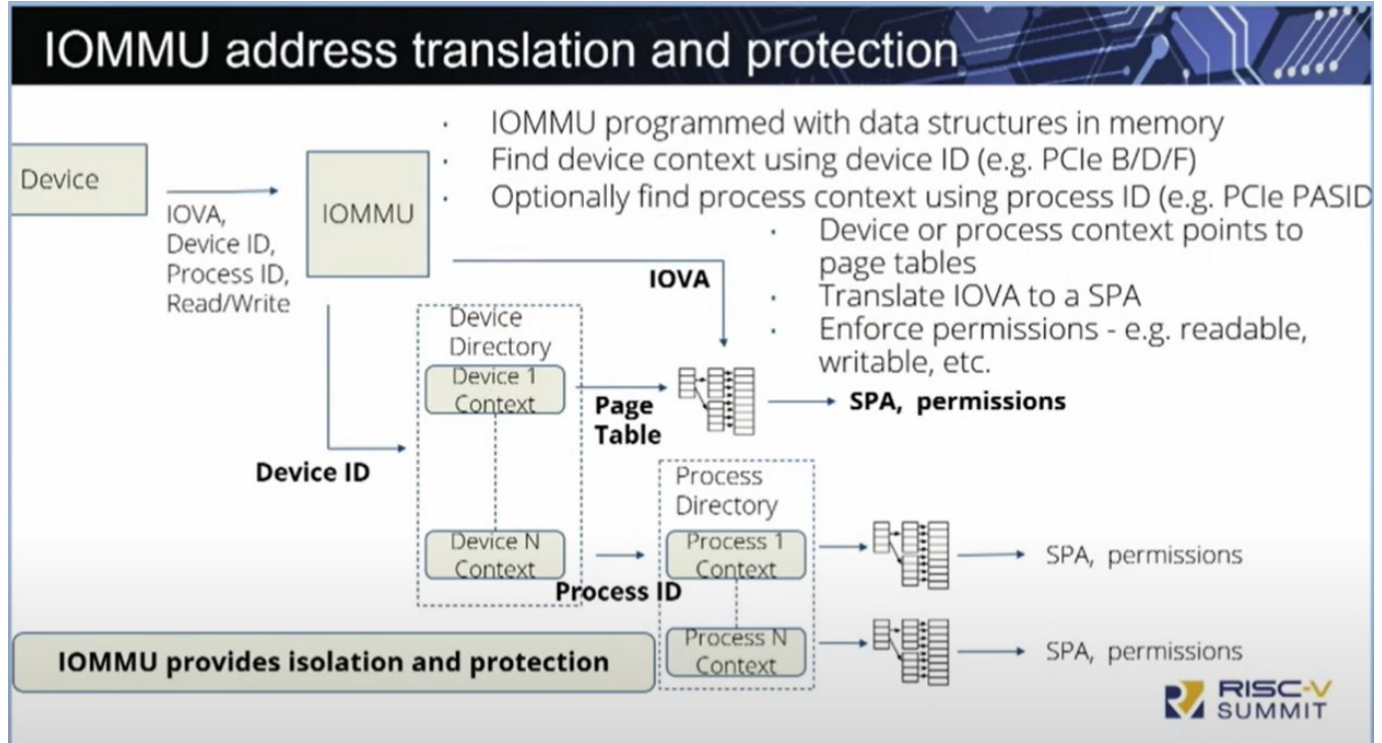 IOMMU address translation and protection
· IOMMU programmed with data structures in memory
· Find device context using device ID (e.g. PCIe B/D/F)
· Optionally find process context using process ID (e.g. PCIe PASID
· Device or process context points to
page tables
· Translate IOVA to a SPA
· Enforce permissions - e.g. readable,
writable, etc.
Device
IOVA,
Device ID,
Process ID,
Read/Write
IOMMU
IOVA
Device
Directory
Device 1
Context
Page
Table
SPA, permissions
Device ID
Device N
Context
Process ID
Process
Directory
Process 1
Context
SPA, permissions
Process N
Context
SPA, permissions
IOMMU provides isolation and protection
RISC-V
SUMMIT